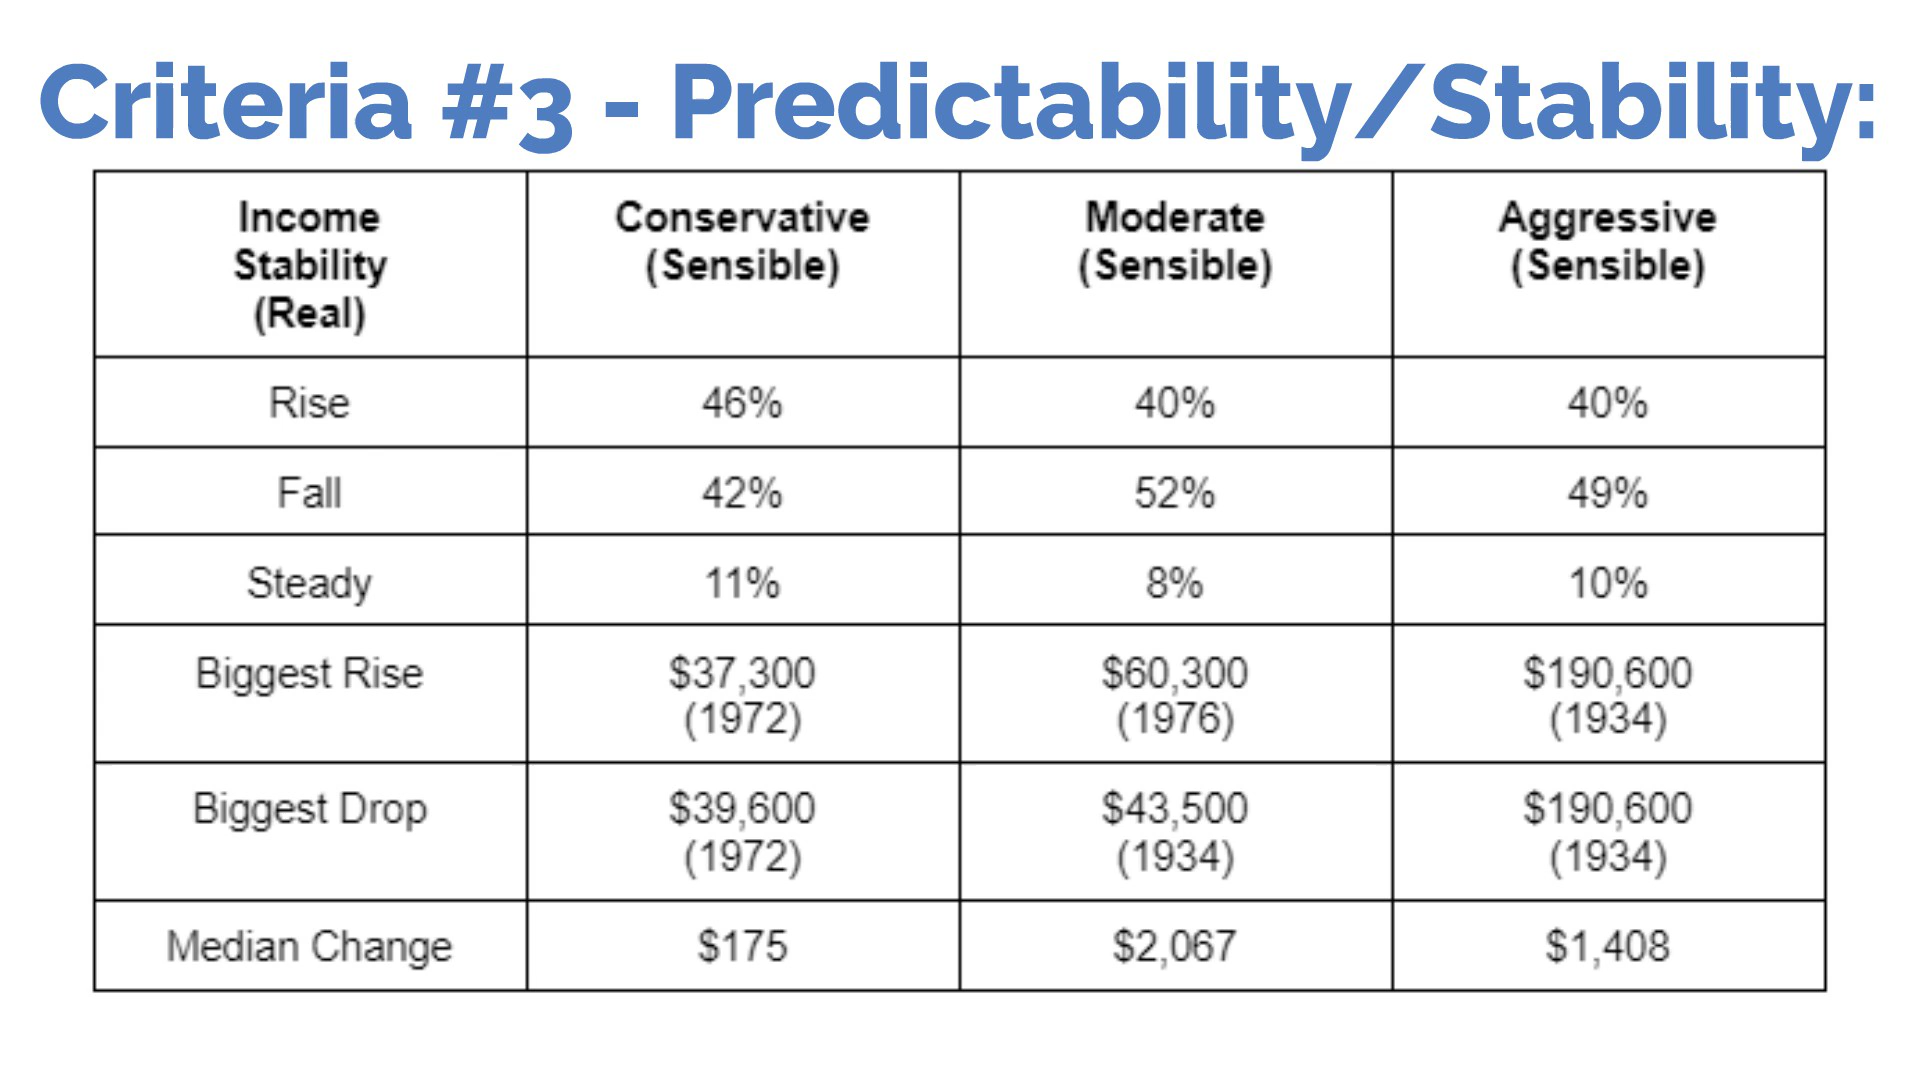 Criteria #3 - Predictability/Stability:
Income Stability (Real) Conservative (Sensible) Moderate (Sensible) Aggressive (Sensible)
Rise 46% 40% 40%
Fall 42% 52% 49%
Steady 11% 8% 10%
Biggest Rise $37,300 (1972) $60,300 (1976) $190,600 (1934)
Biggest Drop $39,600 (1972) $43,500 (1934) $190,600 (1934)
Median Change $175 $2,067 $1,408